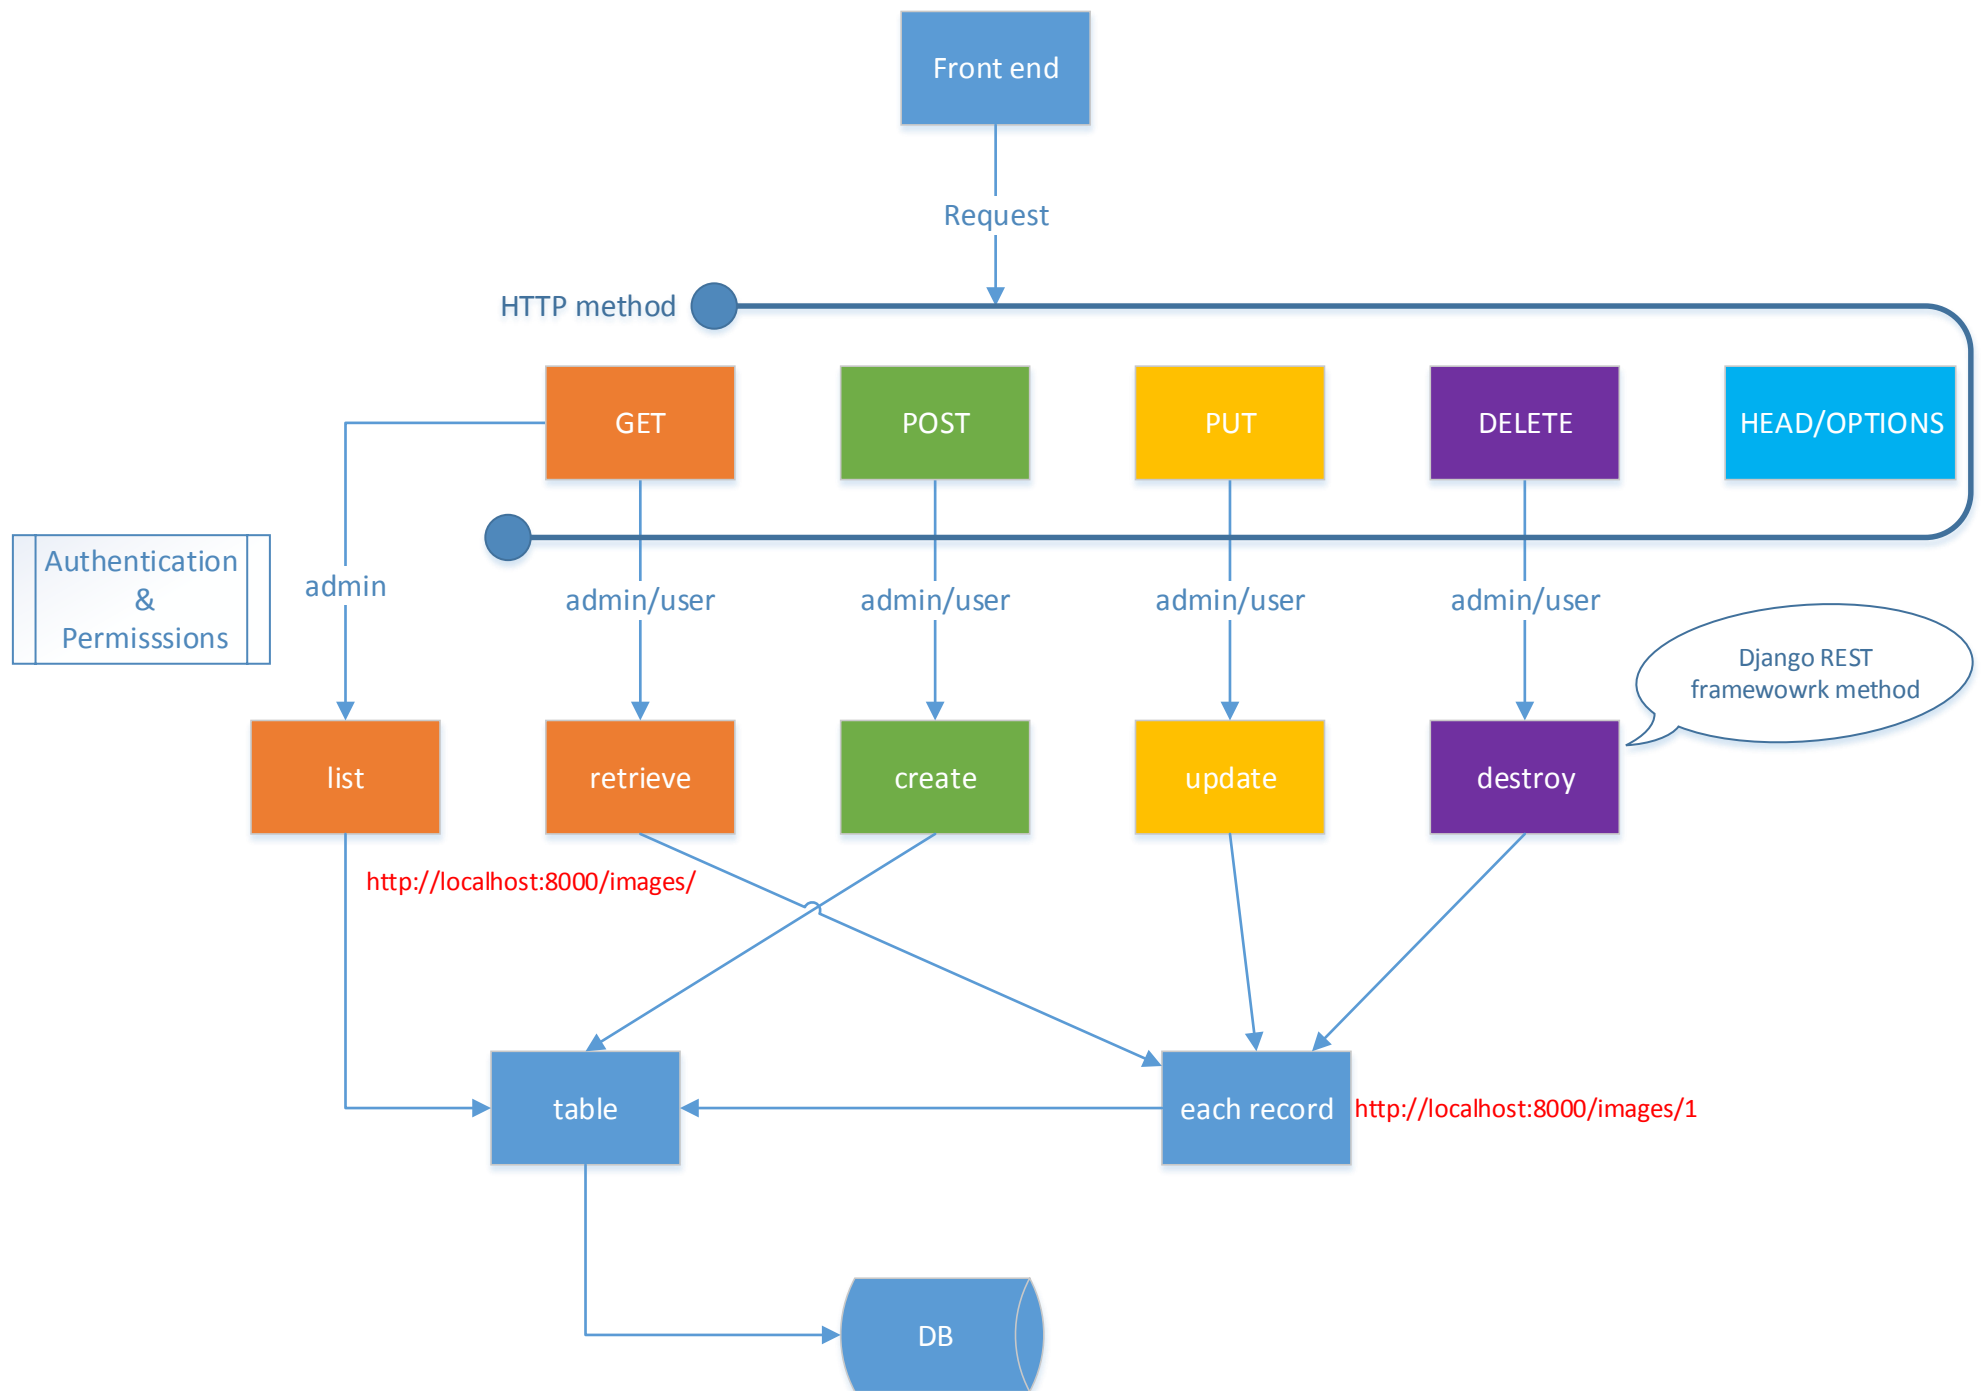 Front end
Request
HTTP method
GET
POST
PUT
DELETE
HEAD/OPTIONS
Authentication
&
Permisssions
admin
admin/user
admin/user
admin/user
admin/user
Django REST
framewowrk method
list
retrieve
create
update
destroy
http://localhost:8000/images/
table
each record
http://localhost:8000/images/1
DB